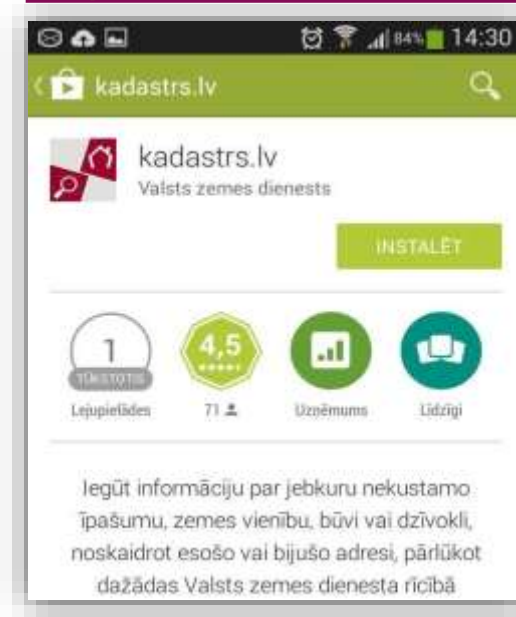 84% 14:30
kadastrs.lv
kadastrs.lv
Valsts zemes dienests
INSTALĒT
1 4,5
TŪKSTOTIS
Lejupielādes 71 Uzņēmums Līdzīgi
Iegūt informāciju par jebkuru nekustamo
īpašumu, zemes vienību, būvi vai dzīvokli,
noskaidrot esošo vai bijušo adresi, pārlūkot
dažādas Valsts zemes dienesta rīcībā